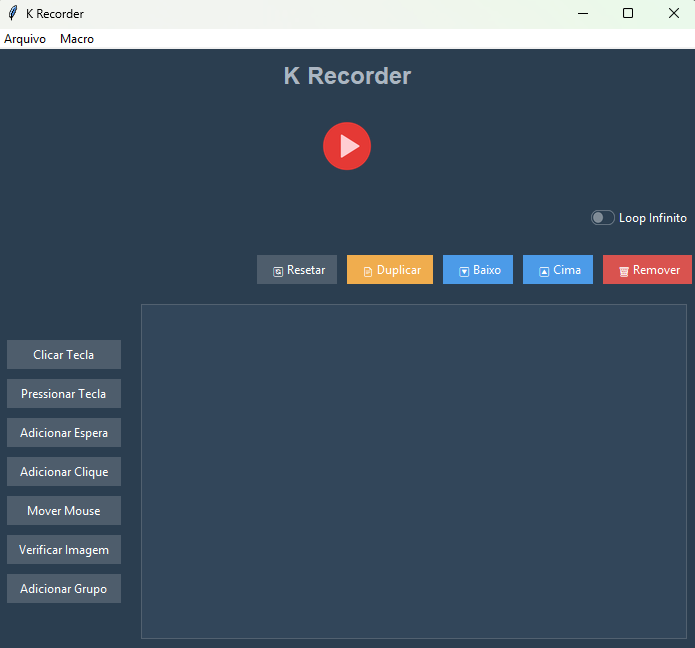 K Recorder
Arquivo Macro
K Recorder
Loop Infinito
Resetar Duplicar Baixo Cima Remover
Clicar Tecla
Pressionar Tecla
Adicionar Espera
Adicionar Clique
Mover Mouse
Verificar Imagem
Adicionar Grupo